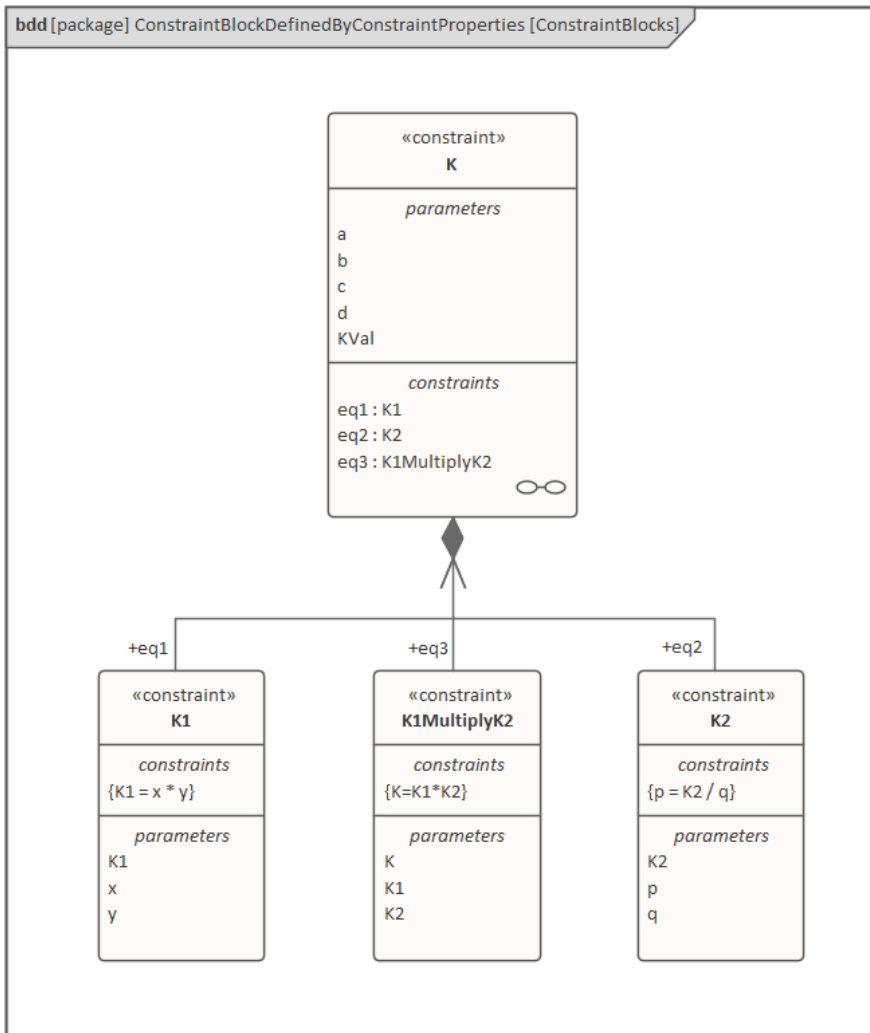 bdd [package] ConstraintBlockDefinedByConstraintProperties [ConstraintBlocks]
«constraint»
K
parameters
a
b
c
d
KVal
constraints
eq1 : K1
eq2 : K2
eq3 : K1MultiplyK2
+eq1
+eq3
+eq2
«constraint»
K1
constraints
{K1 = x * y}
parameters
K1
x
y
«constraint»
K1MultiplyK2
constraints
{K=K1*K2}
parameters
K
K1
K2
«constraint»
K2
constraints
{p = K2 / q}
parameters
K2
p
q